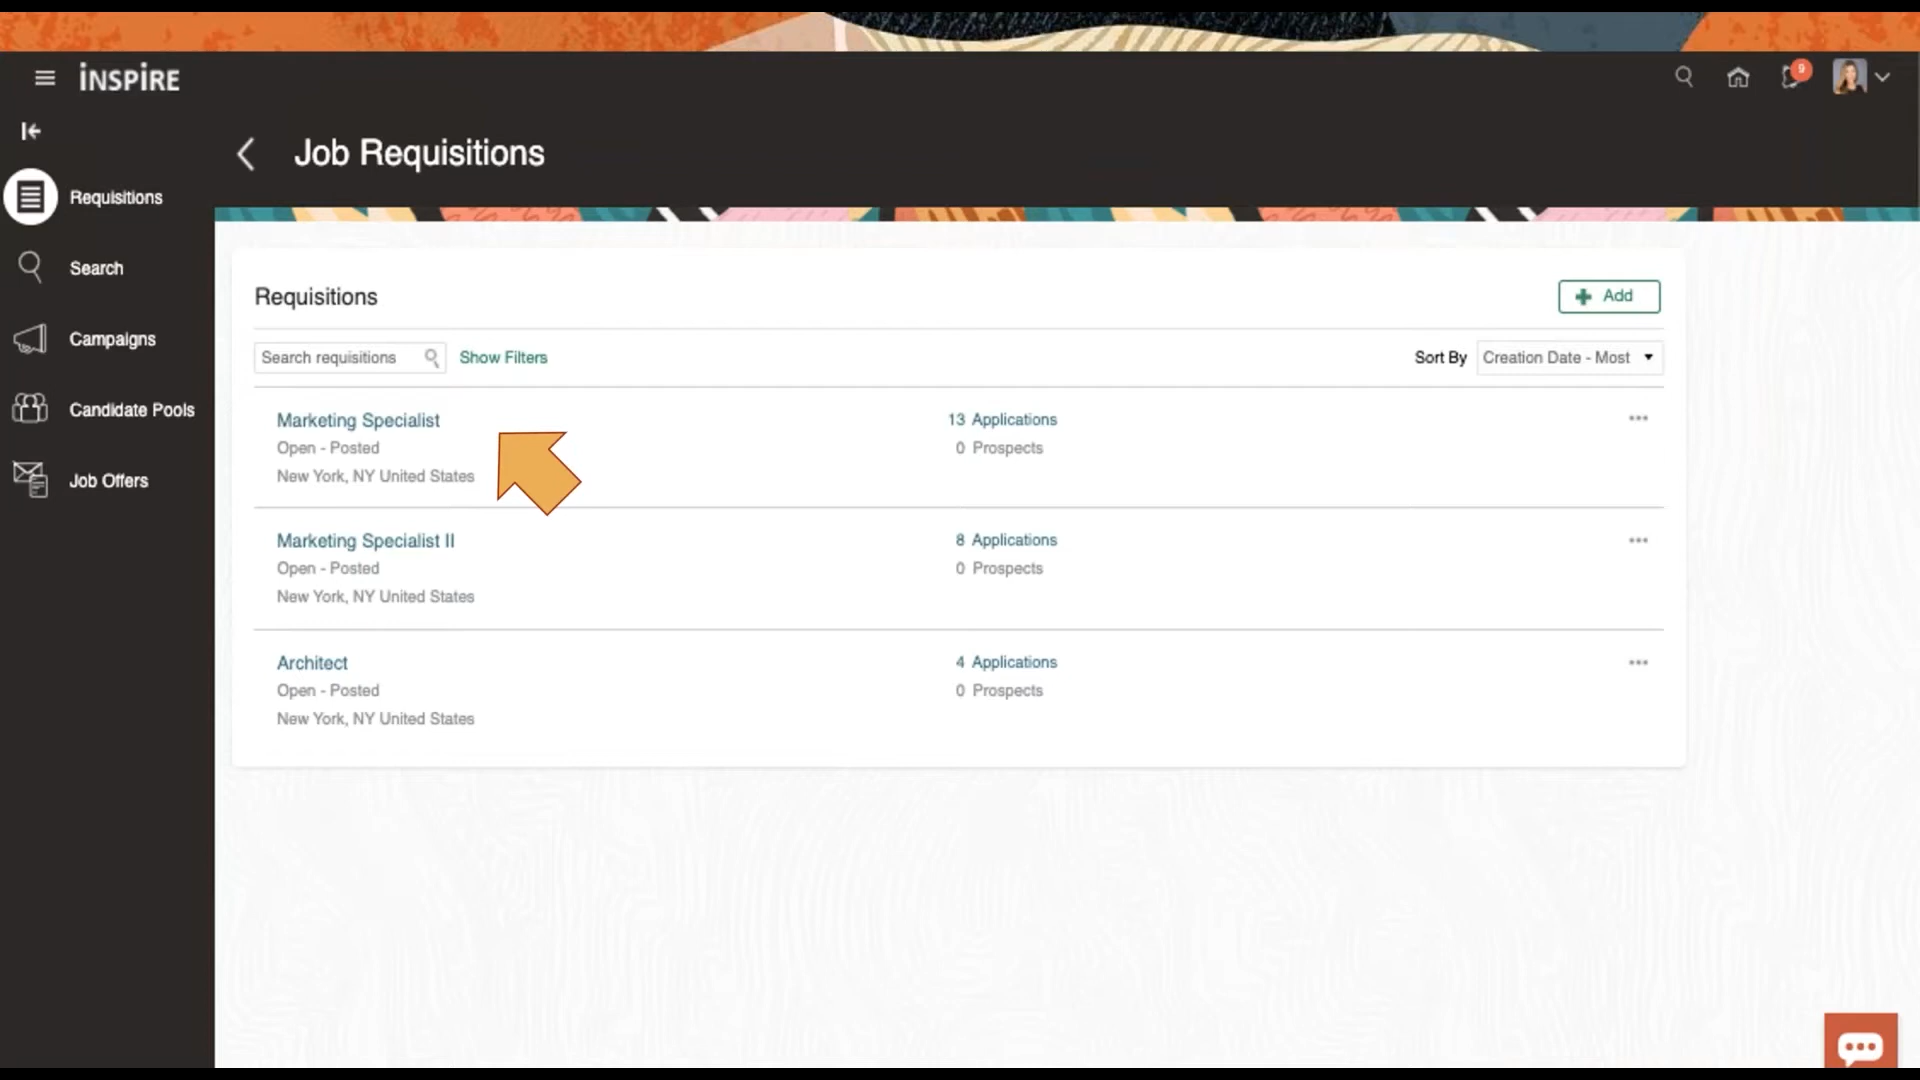 iNSPiRE
9
Job Requisitions
Requisitions
Search
Campaigns
Candidate Pools
Job Offers
Requisitions
Add
Search requisitions
Show Filters
Sort By
Creation Date - Most
Marketing Specialist
13 Applications
Open - Posted
0 Prospects
New York, NY United States
Marketing Specialist II
8 Applications
Open - Posted
0 Prospects
New York, NY United States
Architect
4 Applications
Open - Posted
0 Prospects
New York, NY United States